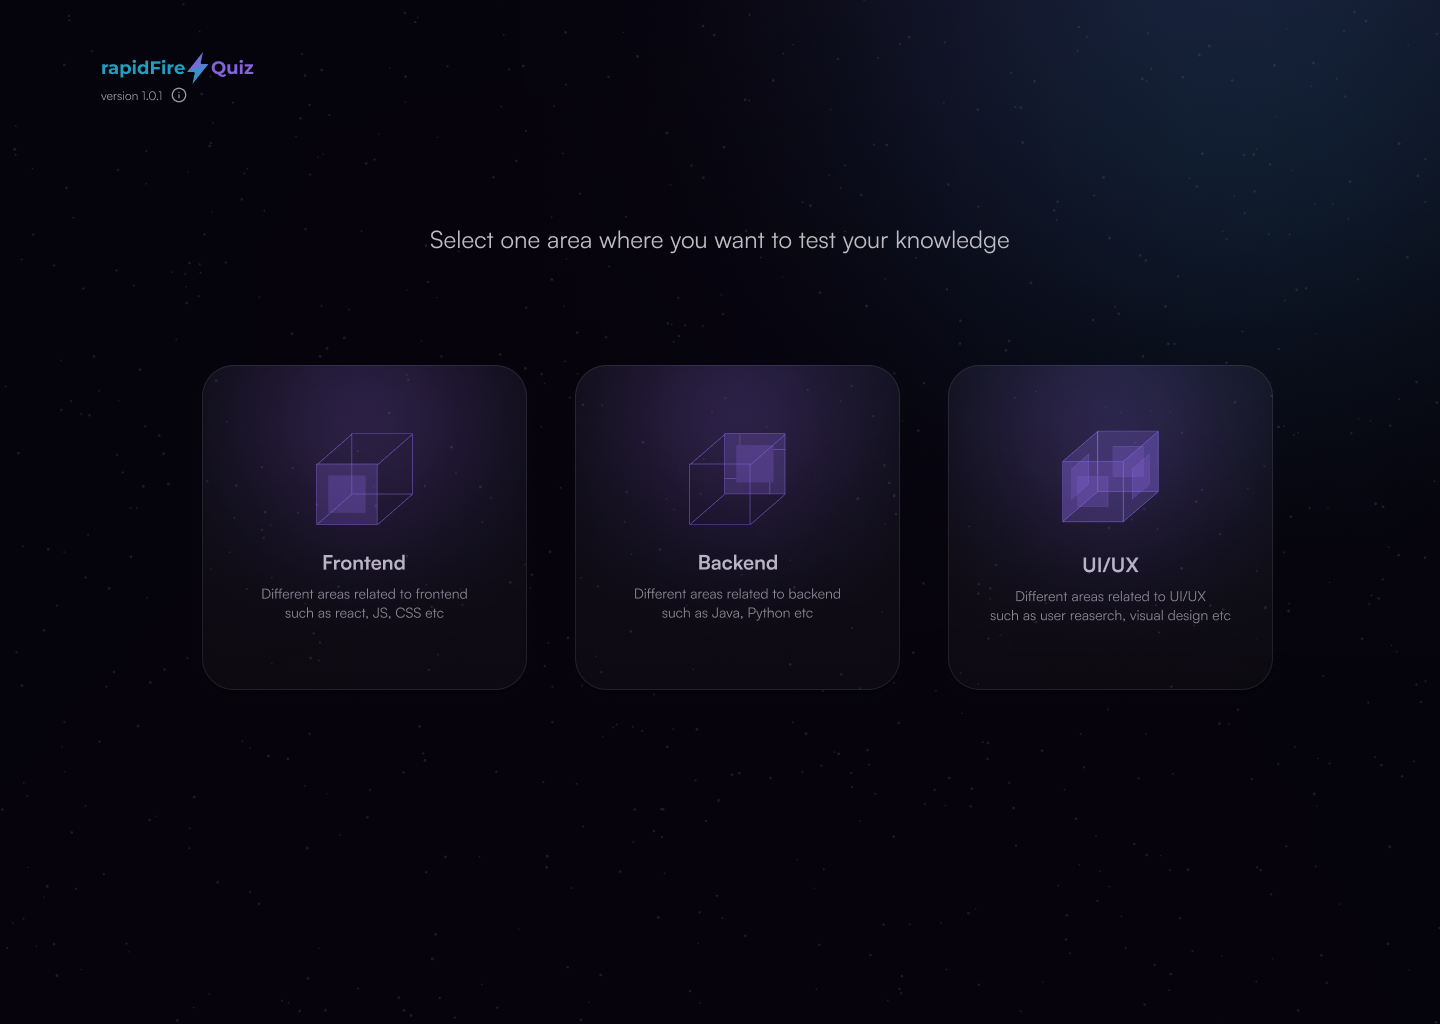 rapidFire Quiz
version 1.0.1
Select one area where you want to test your knowledge
Frontend
Different areas related to frontend
such as react, JS, CSS etc
Backend
Different areas related to backend
such as Java, Python etc
UI/UX
Different areas related to UI/UX
such as user reaserch, visual design etc